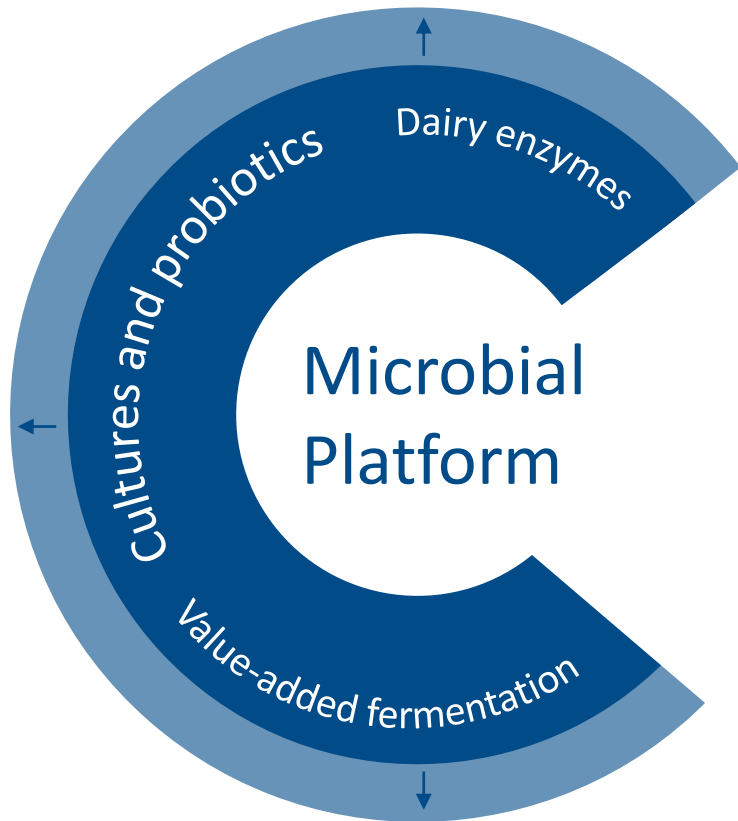 Dairy enzymes
Cultures and probiotics
Microbial
Platform
Value-added fermentation